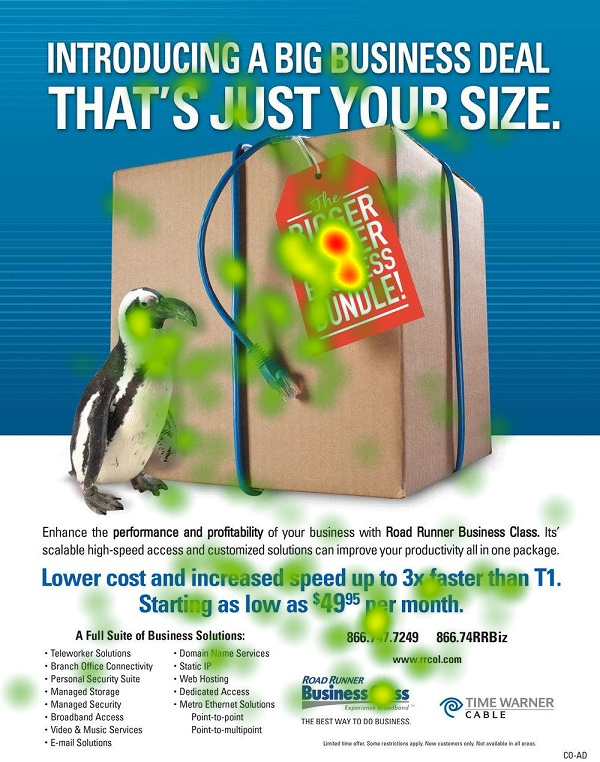 INTRODUCING A BIG BUSINESS DEAL
THAT'S JUST YOUR SIZE.
The
BIGGER
BUNDLE!
Enhance the performance and profitability of your business with Road Runner Business Class. Its'
scalable high-speed access and customized solutions can improve your productivity all in one package.
Lower cost and increased speed up to 3x faster than T1.
Starting as low as $49⁹⁵ per month.
A Full Suite of Business Solutions:
• Teleworker Solutions
• Branch Office Connectivity
• Personal Security Suite
• Managed Storage
• Managed Security
• Broadband Access
• Video & Music Services
• E-mail Solutions
• Domain Name Services
• Static IP
• Web Hosting
• Dedicated Access
• Metro Ethernet Solutions
Point-to-point
Point-to-multipoint
866.74RRBiz
www.rrcol.com
ROAD RUNNER
Business Class
Experience Broadband™
THE BEST WAY TO DO BUSINESS.
TIME WARNER
CABLE
Limited time offer. Some restrictions apply. New customers only. Not available in all areas.
CO-AD